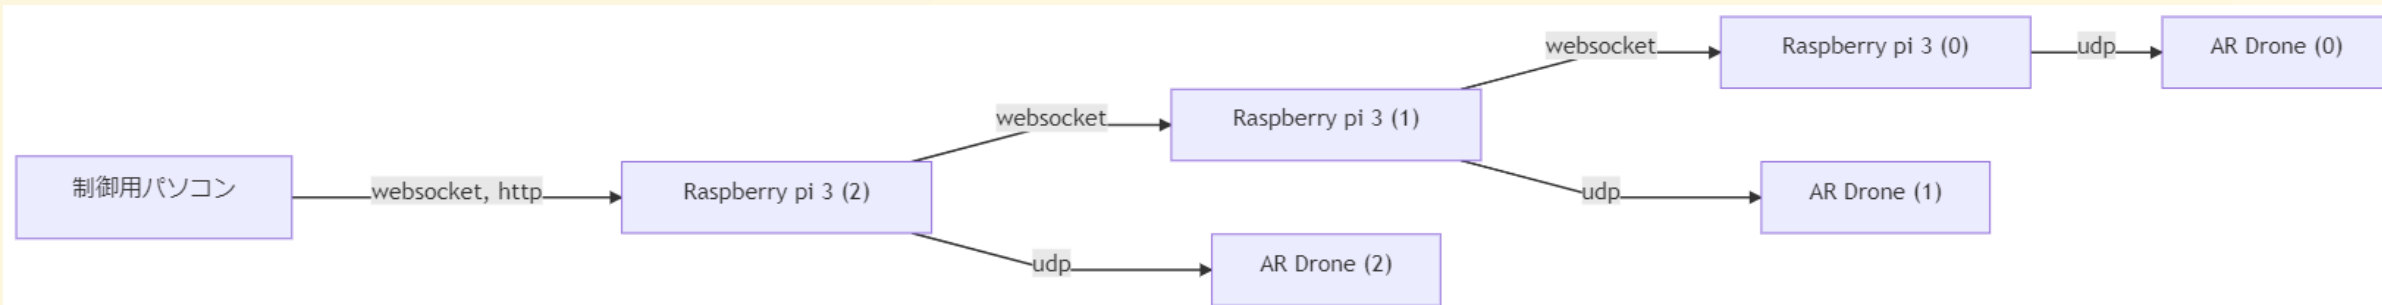 制御用パソコン
websocket, http
Raspberry pi 3 (2)
websocket
Raspberry pi 3 (1)
websocket
Raspberry pi 3 (0)
udp
AR Drone (0)
udp
AR Drone (1)
udp
AR Drone (2)